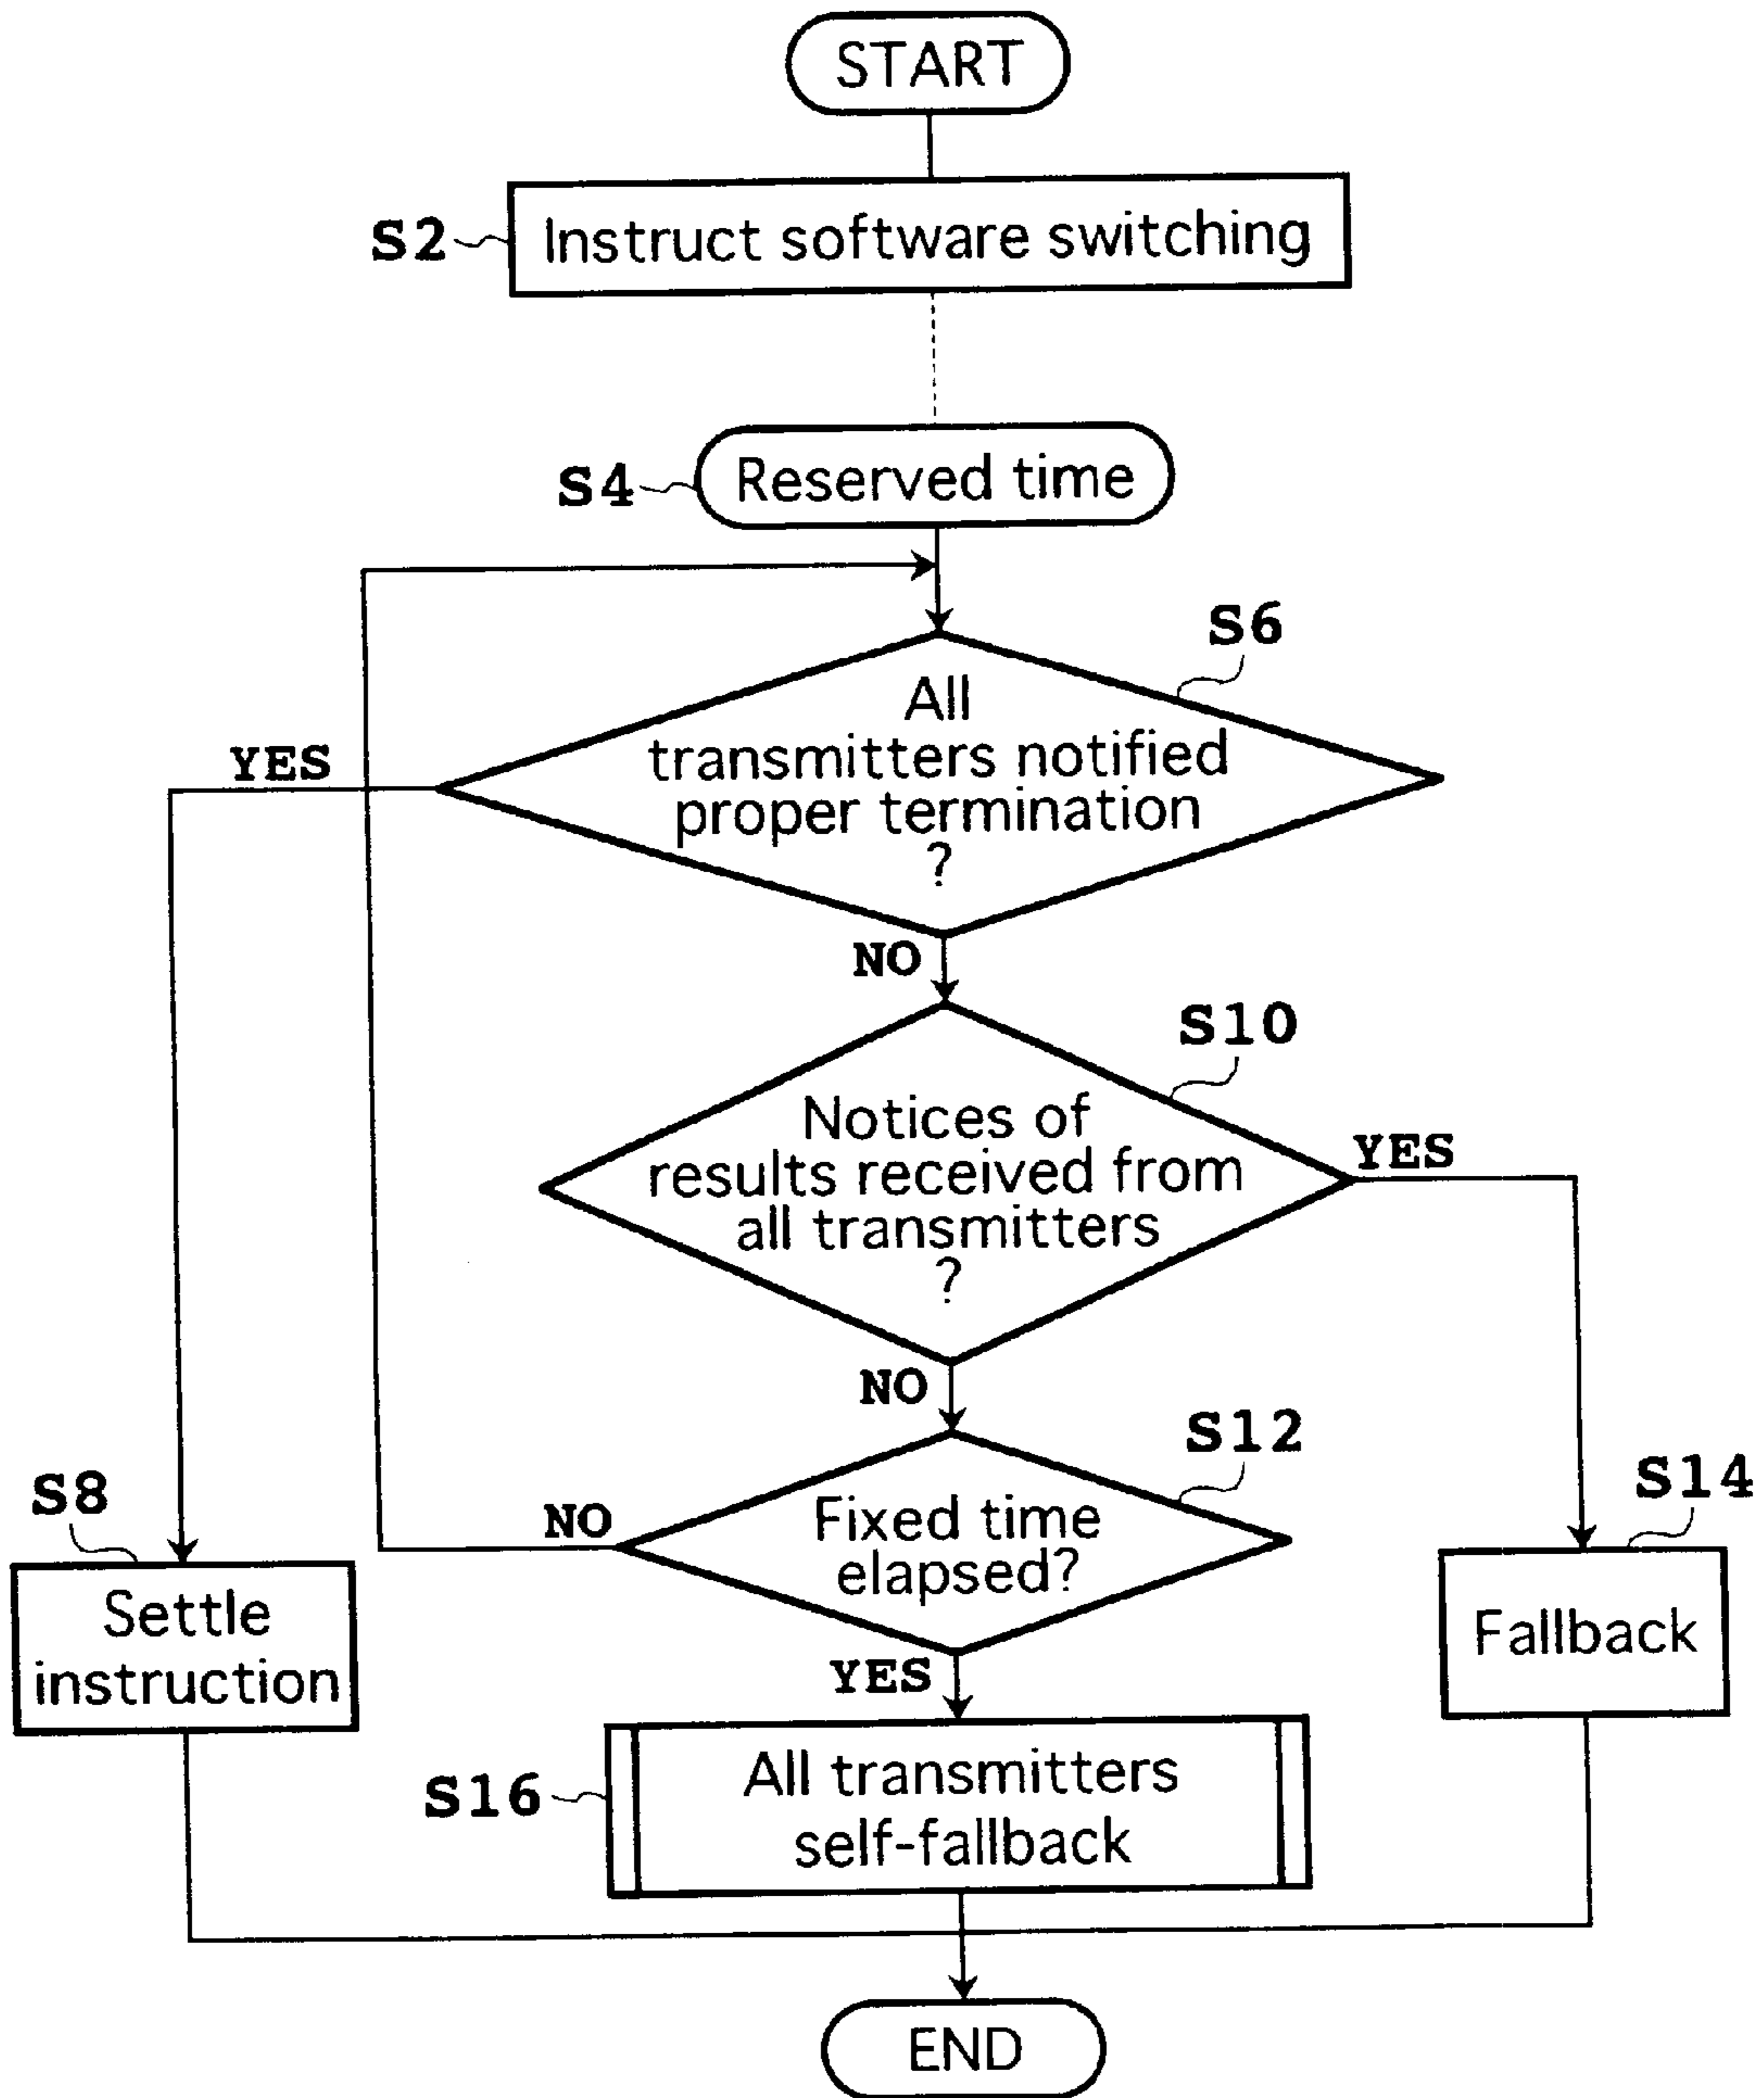 START
S2
Instruct software switching
S4
Reserved time
S6
All
transmitters notified
proper termination
?
YES
NO
S10
Notices of
results received from
all transmitters
?
YES
NO
S12
Fixed time
elapsed?
NO
YES
S8
Settle
instruction
S14
Fallback
S16
All transmitters
self-fallback
END